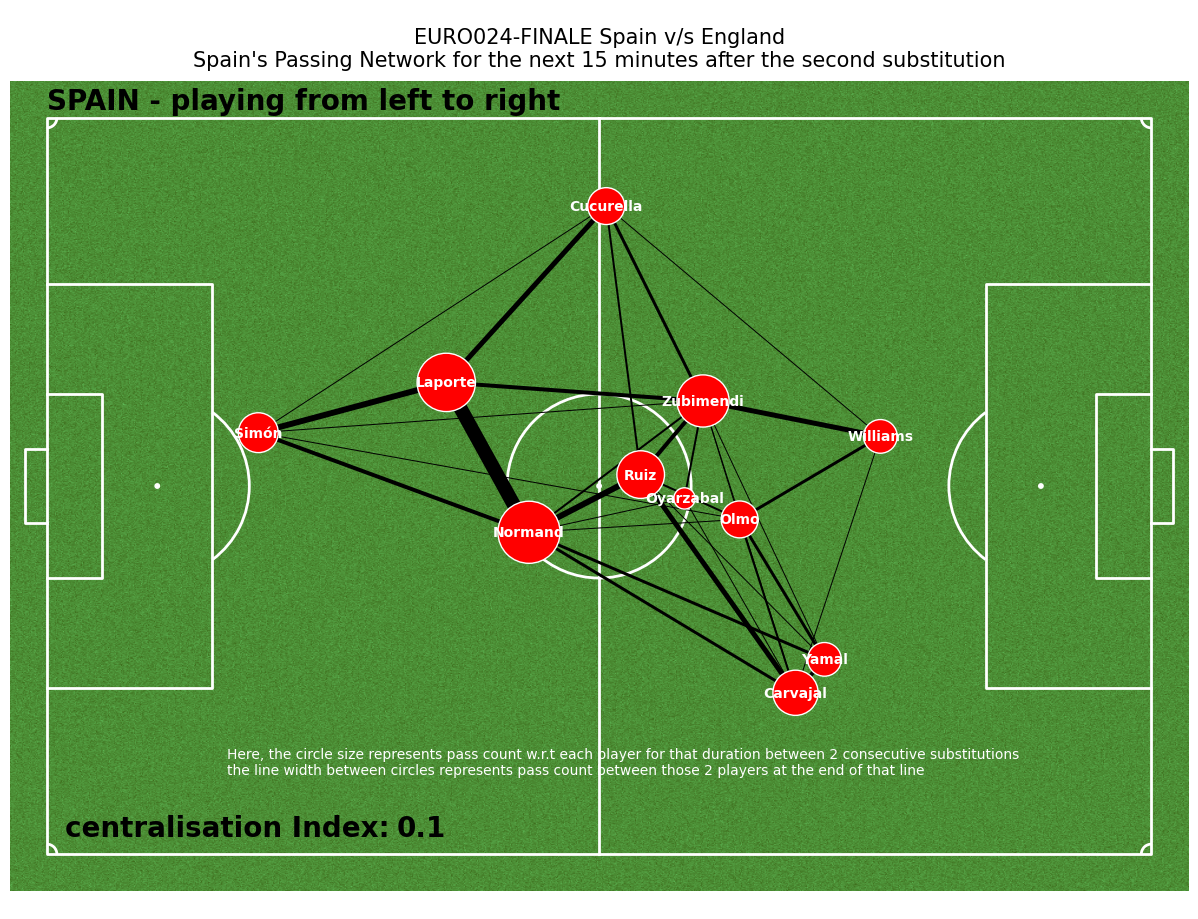 EURO024-FINALE Spain v/s England
Spain's Passing Network for the next 15 minutes after the second substitution
SPAIN - playing from left to right
Cucurella
Laporte
Zubimendi
Simón
Williams
Ruiz
Oyarzabal
Olmo
Normand
Yamal
Carvajal
Here, the circle size represents pass count w.r.t each player for that duration between 2 consecutive substitutions
the line width between circles represents pass count between those 2 players at the end of that line
centralisation Index: 0.1